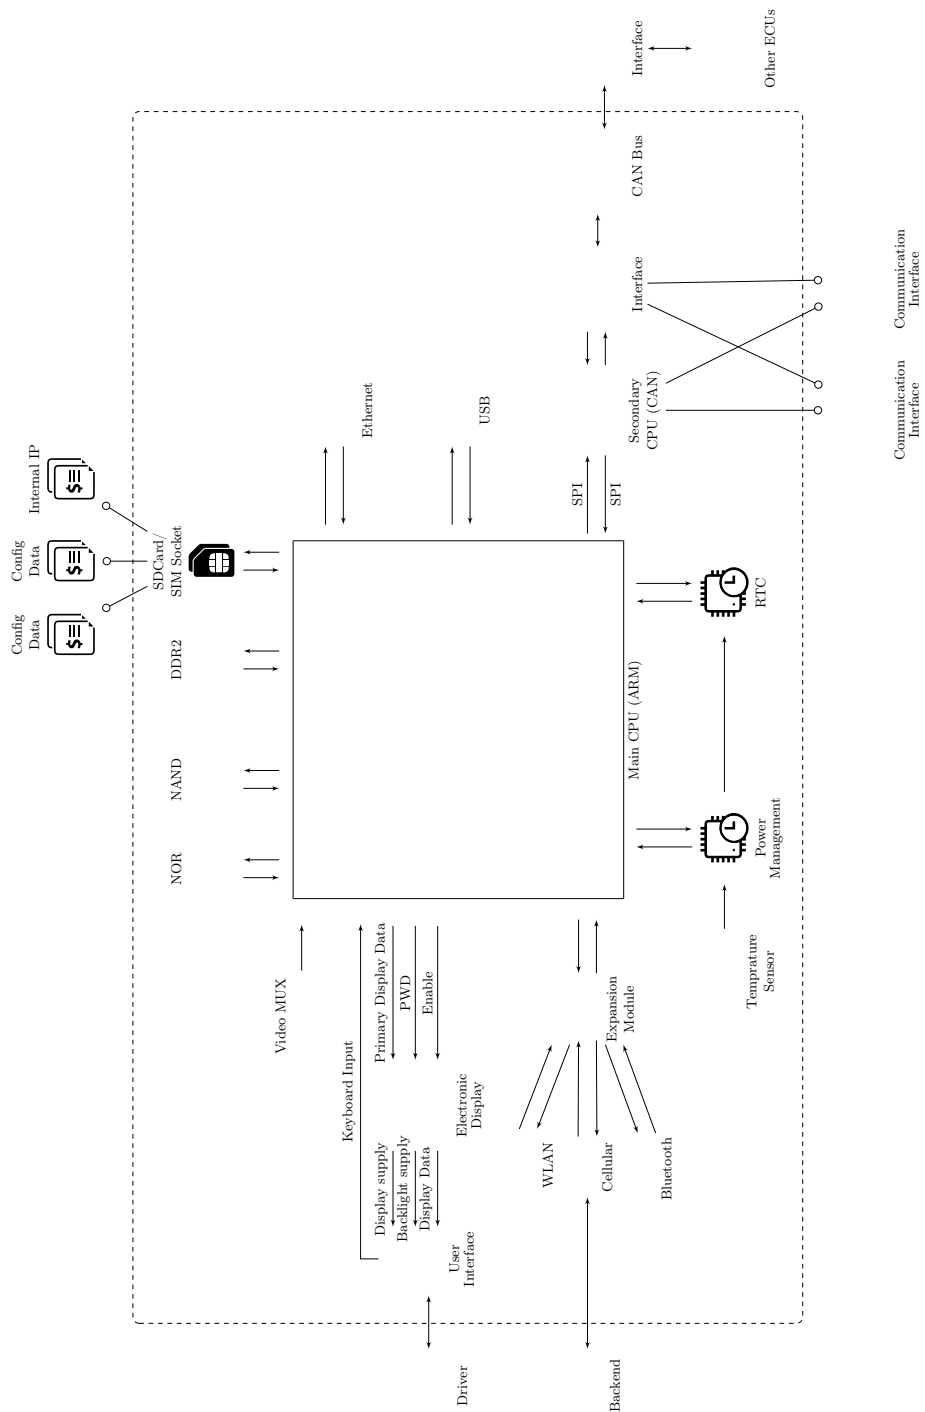 Internal IP
Config
Data
Config
Data
SDCard/
SIM Socket
DDR2
NAND
NOR
Ethernet
USB
Video MUX
Keyboard Input
Primary Display Data
PWD
Enable
Electronic
Display
Display supply
Backlight supply
Display Data
User
Interface
Driver
SPI
SPI
Secondary
CPU (CAN)
Interface
CAN Bus
Interface
Other ECUs
Communication
Interface
Communication
Interface
Main CPU (ARM)
RTC
Power
Management
Temprature
Sensor
Expansion
Module
WLAN
Cellular
Bluetooth
Backend